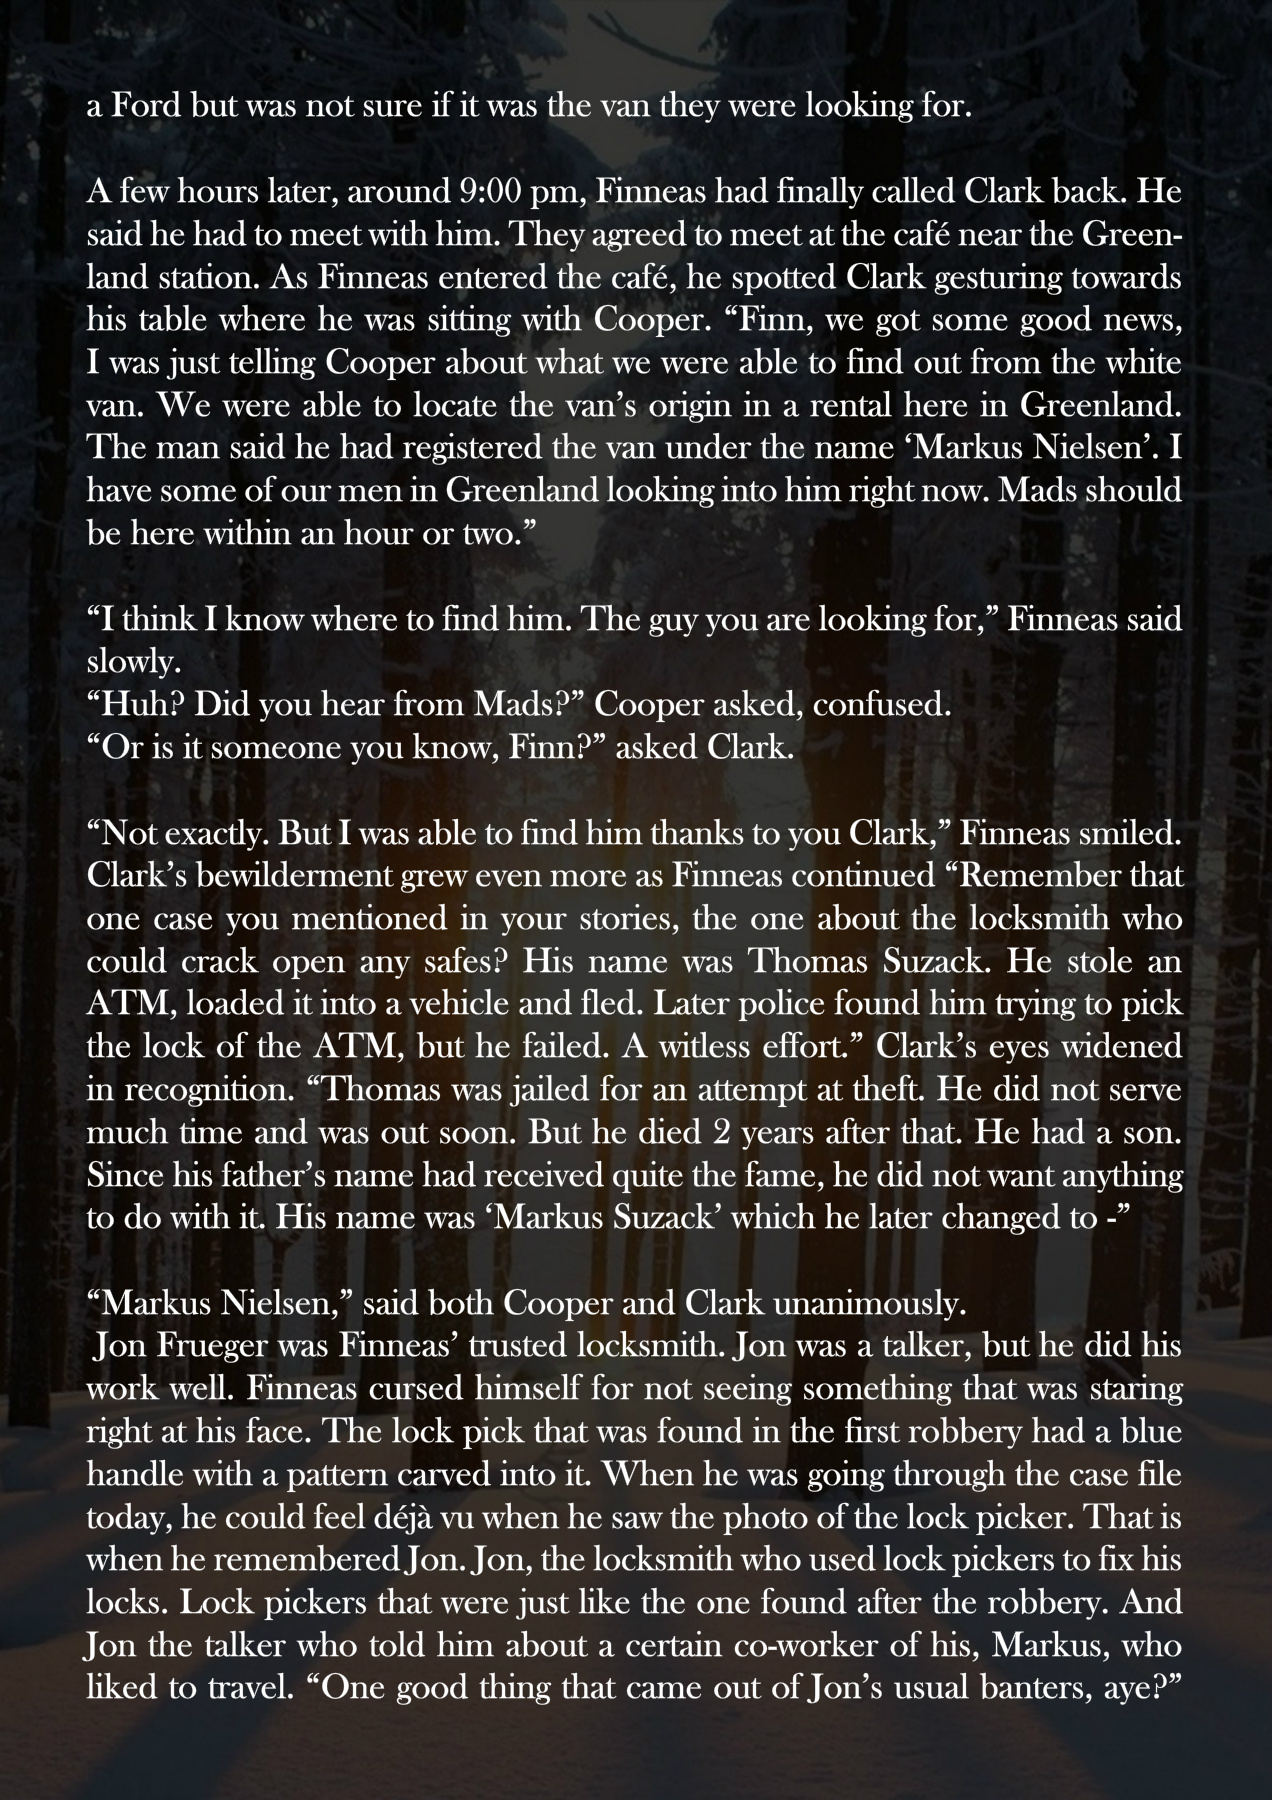 a Ford but was not sure if it was the van they were looking for.
A few hours later, around 9:00 pm, Finneas had finally called Clark back. He
said he had to meet with him. They agreed to meet at the café near the Green-
land station. As Finneas entered the café, he spotted Clark gesturing towards
his table where he was sitting with Cooper. “Finn, we got some good news,
I was just telling Cooper about what we were able to find out from the white
van. We were able to locate the van’s origin in a rental here in Greenland.
The man said he had registered the van under the name ‘Markus Nielsen’. I
have some of our men in Greenland looking into him right now. Mads should
be here within an hour or two.”
“I think I know where to find him. The guy you are looking for,” Finneas said
slowly.
“Huh? Did you hear from Mads?” Cooper asked, confused.
“Or is it someone you know, Finn?” asked Clark.
“Not exactly. But I was able to find him thanks to you Clark,” Finneas smiled.
Clark’s bewilderment grew even more as Finneas continued “Remember that
one case you mentioned in your stories, the one about the locksmith who
could crack open any safes? His name was Thomas Suzack. He stole an
ATM, loaded it into a vehicle and fled. Later police found him trying to pick
the lock of the ATM, but he failed. A witless effort.” Clark’s eyes widened
in recognition. “Thomas was jailed for an attempt at theft. He did not serve
much time and was out soon. But he died 2 years after that. He had a son.
Since his father’s name had received quite the fame, he did not want anything
to do with it. His name was ‘Markus Suzack’ which he later changed to -”
“Markus Nielsen,” said both Cooper and Clark unanimously.
Jon Frueger was Finneas’ trusted locksmith. Jon was a talker, but he did his
work well. Finneas cursed himself for not seeing something that was staring
right at his face. The lock pick that was found in the first robbery had a blue
handle with a pattern carved into it. When he was going through the case file
today, he could feel déjà vu when he saw the photo of the lock picker. That is
when he remembered Jon. Jon, the locksmith who used lock pickers to fix his
locks. Lock pickers that were just like the one found after the robbery. And
Jon the talker who told him about a certain co-worker of his, Markus, who
liked to travel. “One good thing that came out of Jon’s usual banters, aye?”